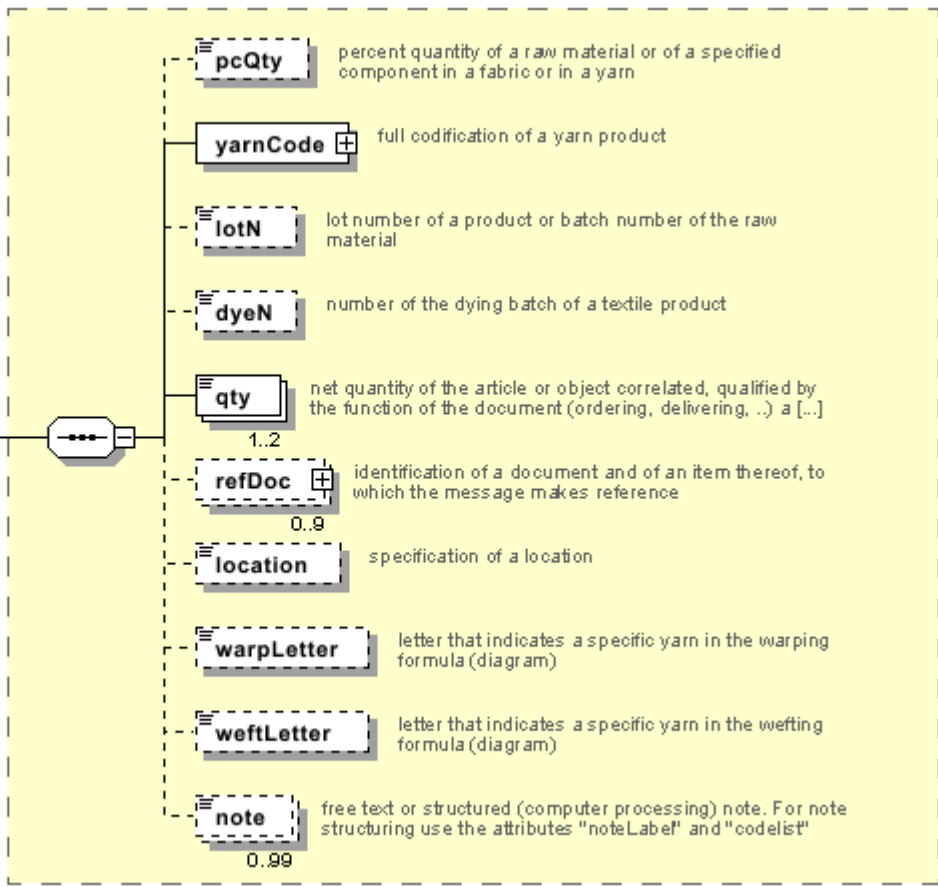 pcQty
percent quantity of a raw material or of a specified
component in a fabric or in a yarn
yarnCode
full codification of a yarn product
lotN
lot number of a product or batch number of the raw
material
dyeN
number of the dying batch of a textile product
qty
net quantity of the article or object correlated, qualified by
the function of the document (ordering, delivering, ..) a [...]
1..2
refDoc
identification of a document and of an item thereof, to
which the message makes reference
0..9
location
specification of a location
warpLetter
letter that indicates a specific yarn in the warping
formula (diagram)
weftLetter
letter that indicates a specific yarn in the wefting
formula (diagram)
note
free text or structured (computer processing) note. For note
structuring use the attributes "noteLabel" and "codelist"
0..99